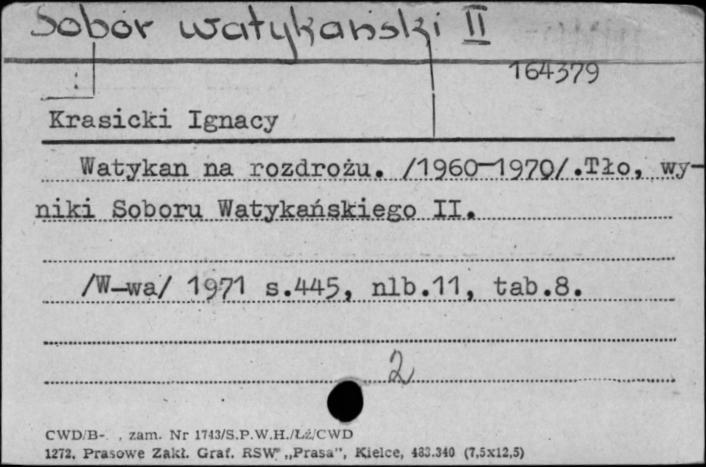 Sobór watykański II
164379
Krasicki Ignacy
Watykan na rozdrożu. /1960-1970/.Tło, wy-
niki Soboru Watykańskiego II.
/W-wa/ 1971 s.445, nlb.11, tab.8.
2
CWD/B- , zam. Nr 1743/S.P.W.H./Łź/CWD
1272, Prasowe Zakł. Graf. RSW „Prasa", Kielce, 483.340 (7,5x12,5)